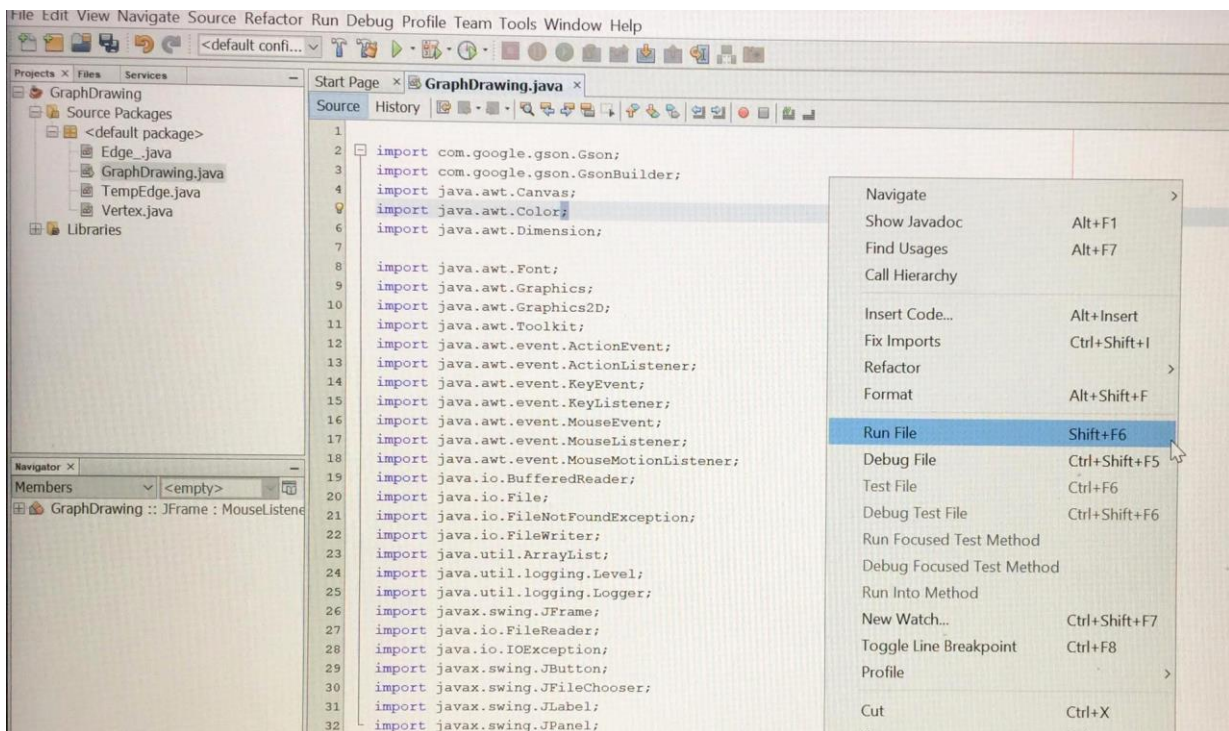 File Edit View Navigate Source Refactor Run Debug Profile Team Tools Window Help
<default confi...
Projects Files Services
GraphDrawing
Source Packages
<default package>
Edge_.java
GraphDrawing.java
TempEdge.java
Vertex.java
Libraries
Navigator
Members <empty>
GraphDrawing :: JFrame : MouseListene
Start Page GraphDrawing.java
Source History
1
2 import com.google.gson.Gson;
3 import com.google.gson.GsonBuilder;
4 import java.awt.Canvas;
import java.awt.Color;
6 import java.awt.Dimension;
7
8 import java.awt.Font;
9 import java.awt.Graphics;
10 import java.awt.Graphics2D;
11 import java.awt.Toolkit;
12 import java.awt.event.ActionEvent;
13 import java.awt.event.ActionListener;
14 import java.awt.event.KeyEvent;
15 import java.awt.event.KeyListener;
16 import java.awt.event.MouseEvent;
17 import java.awt.event.MouseListener;
18 import java.awt.event.MouseMotionListener;
19 import java.io.BufferedReader;
20 import java.io.File;
21 import java.io.FileNotFoundException;
22 import java.io.FileWriter;
23 import java.util.ArrayList;
24 import java.util.logging.Level;
25 import java.util.logging.Logger;
26 import javax.swing.JFrame;
27 import java.io.FileReader;
28 import java.io.IOException;
29 import javax.swing.JButton;
30 import javax.swing.JFileChooser;
31 import javax.swing.JLabel;
32 import javax.swing.JPanel;
Navigate
Show Javadoc Alt+F1
Find Usages Alt+F7
Call Hierarchy
Insert Code... Alt+Insert
Fix Imports Ctrl+Shift+I
Refactor
Format Alt+Shift+F
Run File Shift+F6
Debug File Ctrl+Shift+F5
Test File Ctrl+F6
Debug Test File Ctrl+Shift+F6
Run Focused Test Method
Debug Focused Test Method
Run Into Method
New Watch... Ctrl+Shift+F7
Toggle Line Breakpoint Ctrl+F8
Profile
Cut Ctrl+X